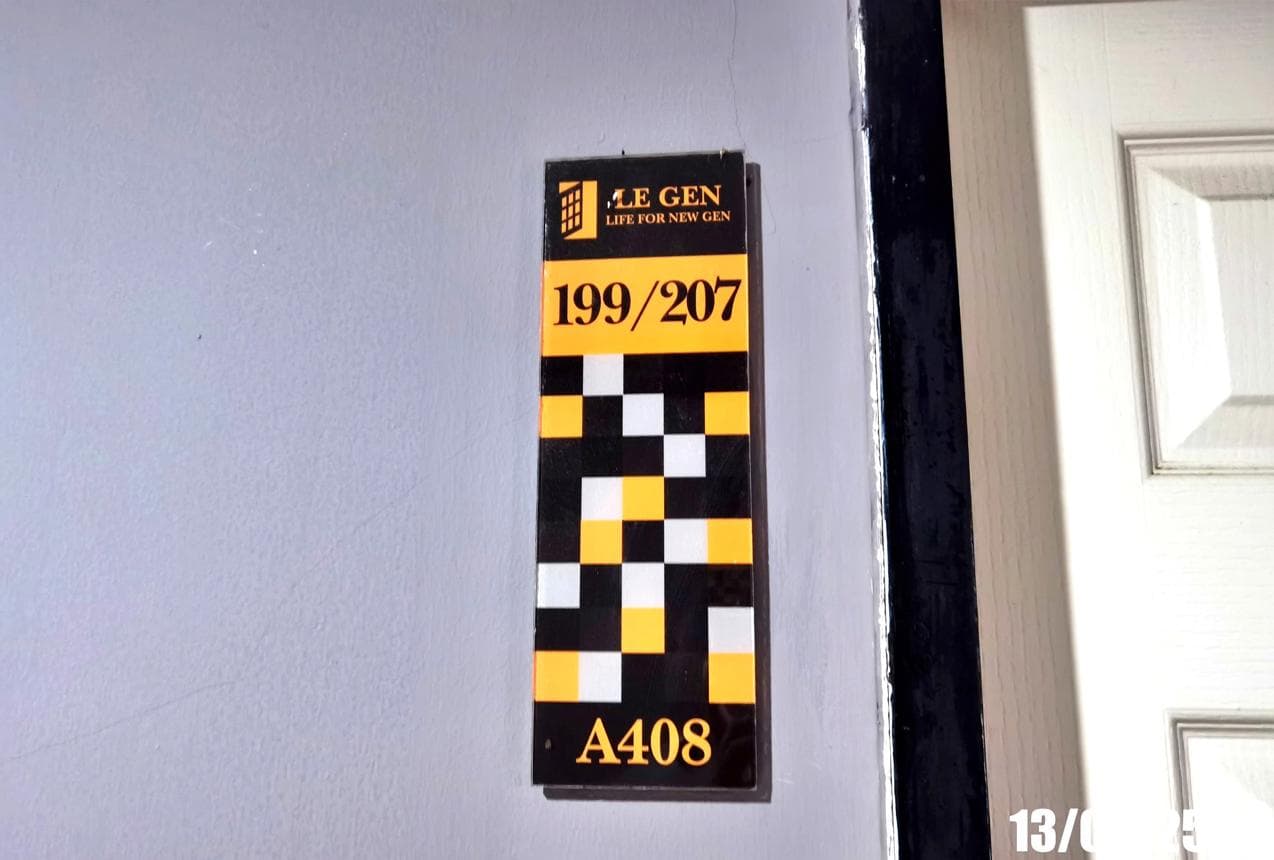 LE GEN
LIFE FOR NEW GEN
199/207
A408